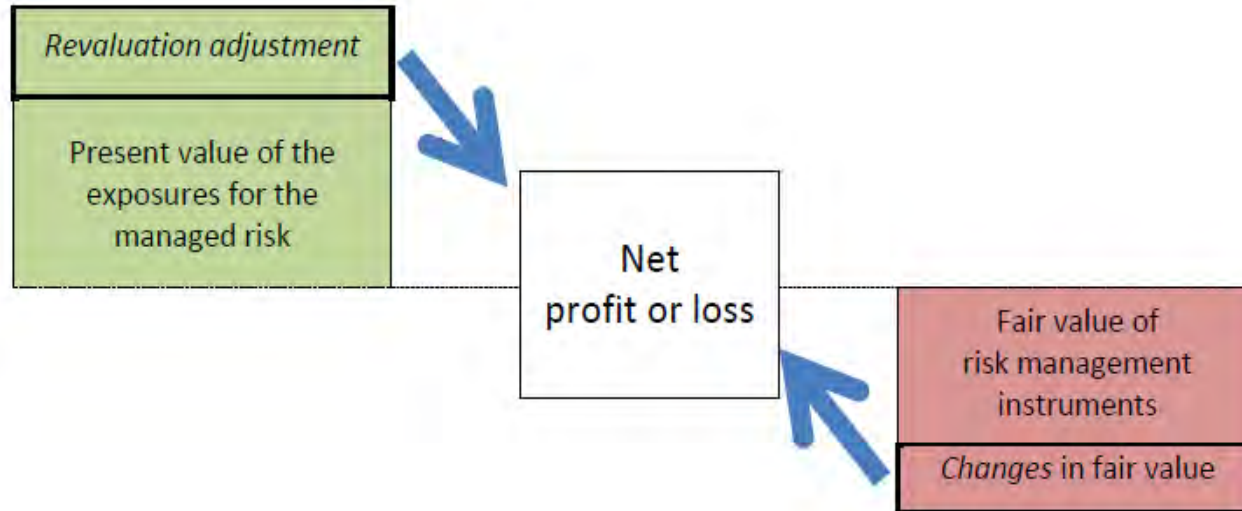 Revaluation adjustment
Present value of the
exposures for the
managed risk
Net
profit or loss
Fair value of
risk management
instruments
Changes in fair value